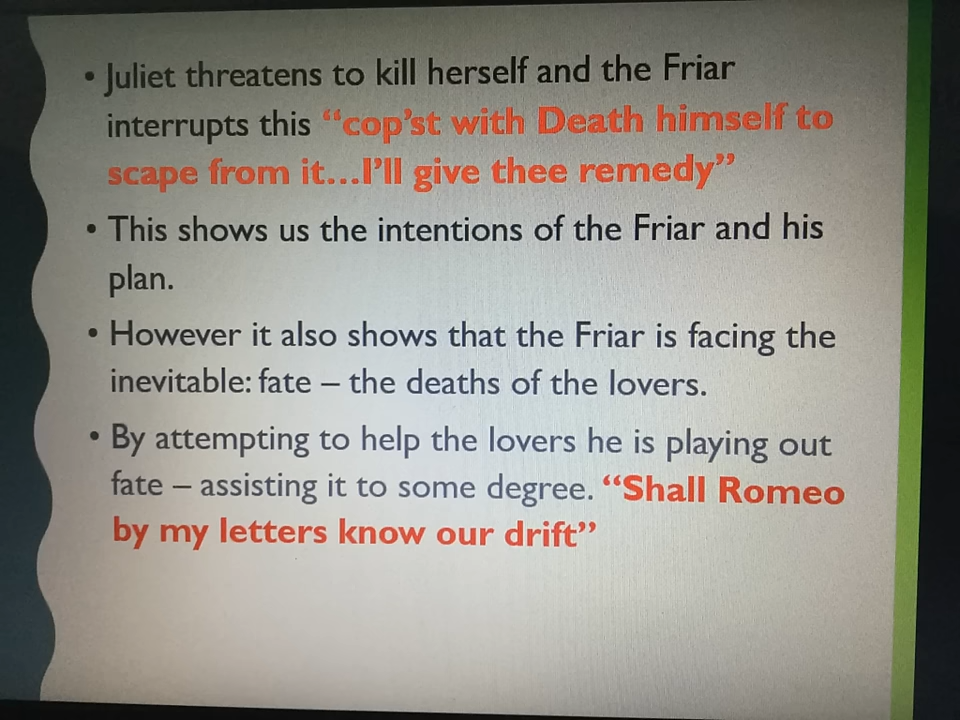 • Juliet threatens to kill herself and the Friar
interrupts this “cop’st with Death himself to
scape from it...I’ll give thee remedy”
• This shows us the intentions of the Friar and his
plan.
• However it also shows that the Friar is facing the
inevitable: fate – the deaths of the lovers.
• By attempting to help the lovers he is playing out
fate – assisting it to some degree. “Shall Romeo
by my letters know our drift”